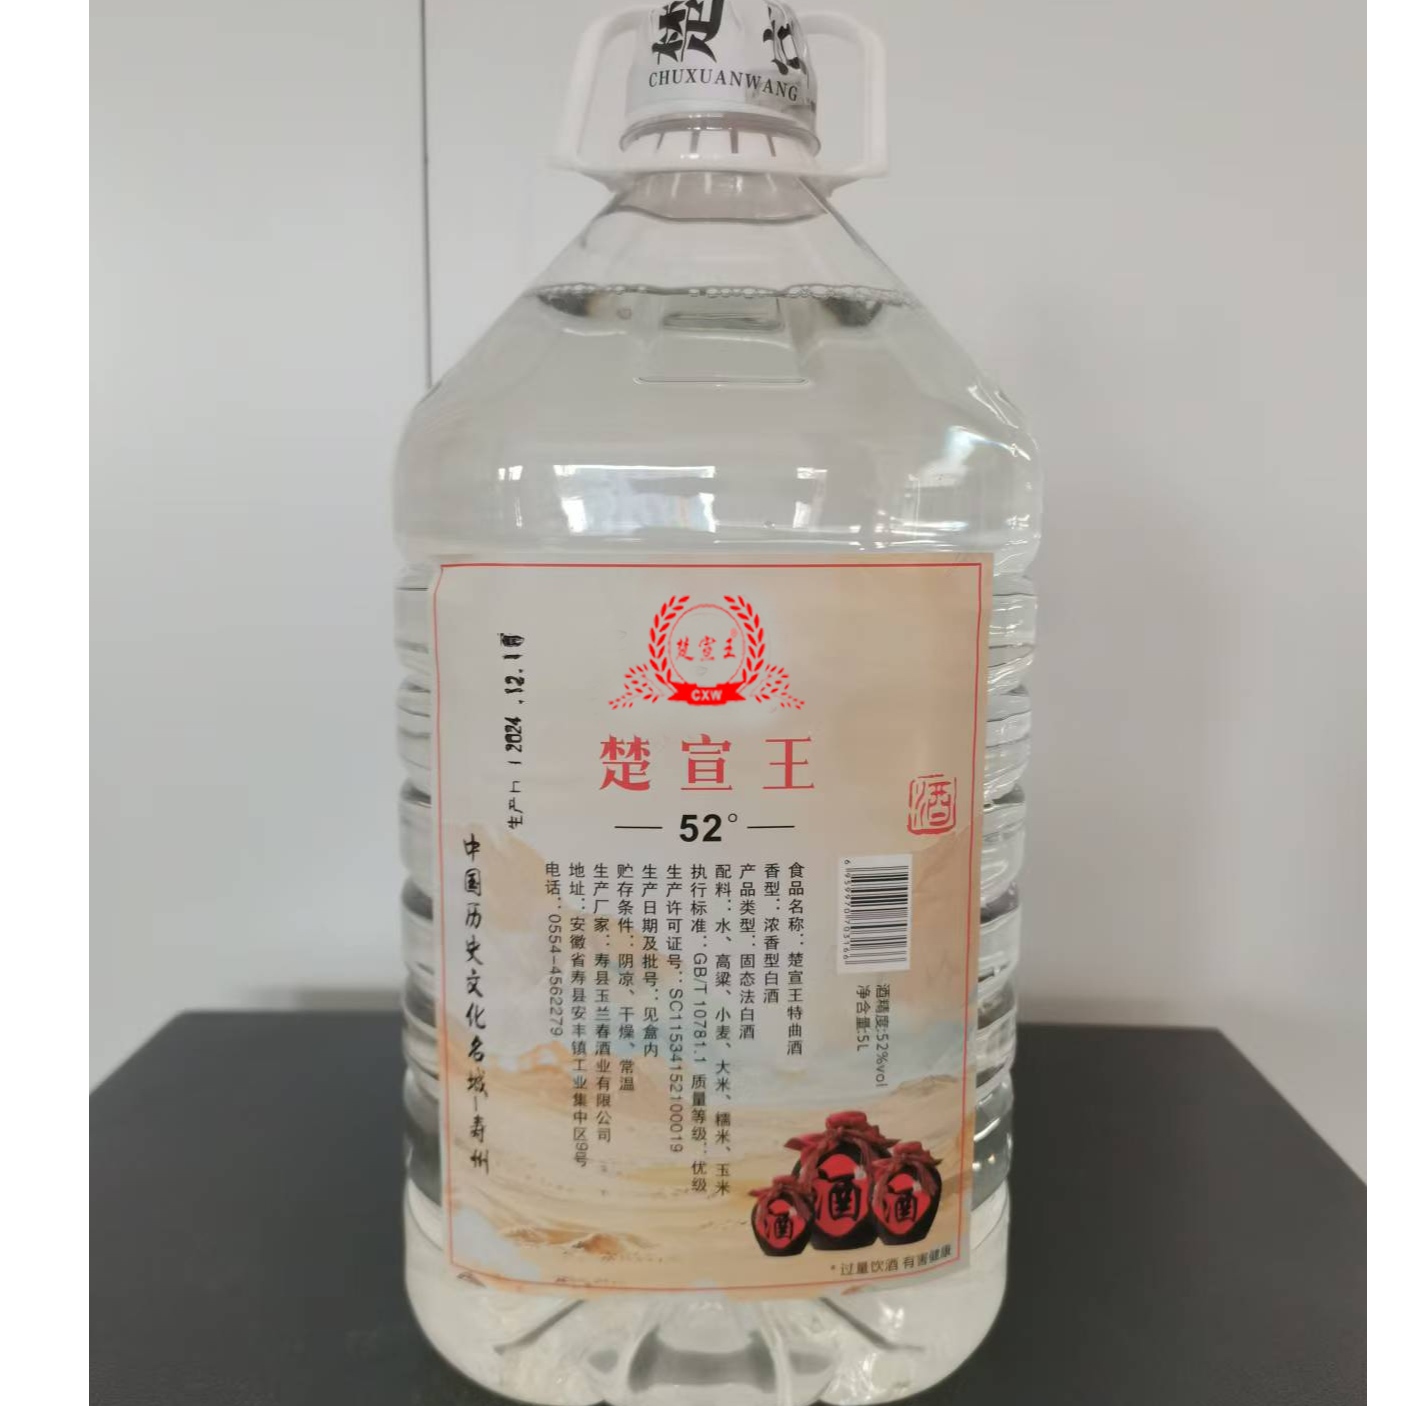 楚 宣
CHUXUANWANG
楚宣王
CXW
楚宣王
52°
酒
食品名称：楚宣王特曲酒
香型：浓香型白酒
产品类型：固态法白酒
配料：水、高粱、小麦、大米、糯米、玉米
执行标准：GB/T 10781.1 质量等级：优级
生产许可证号：SC11534152100019
生产日期及批号：见盒内
贮存条件：阴凉、干燥、常温
生产厂家：寿县玉兰春酒业有限公司
地址：安徽省寿县安丰镇工业集中区9号
电话：0554-4562279
生产
2024.12.1
中国历史文化名城—寿州
酒精度:52%vol
净含量:5L
酒
酒
酒
*过量饮酒 有害健康